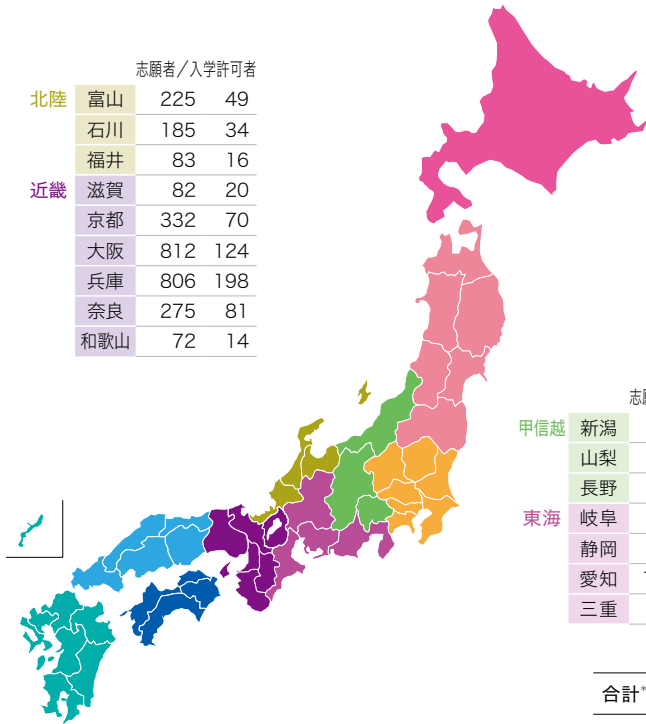 志願者/入学許可者
北陸 富山 225 49
石川 185 34
福井 83 16
近畿 滋賀 82 20
京都 332 70
大阪 812 124
兵庫 806 198
奈良 275 81
和歌山 72 14
志
甲信越 新潟
山梨
長野
東海 岐阜
静岡
愛知
三重
合計*